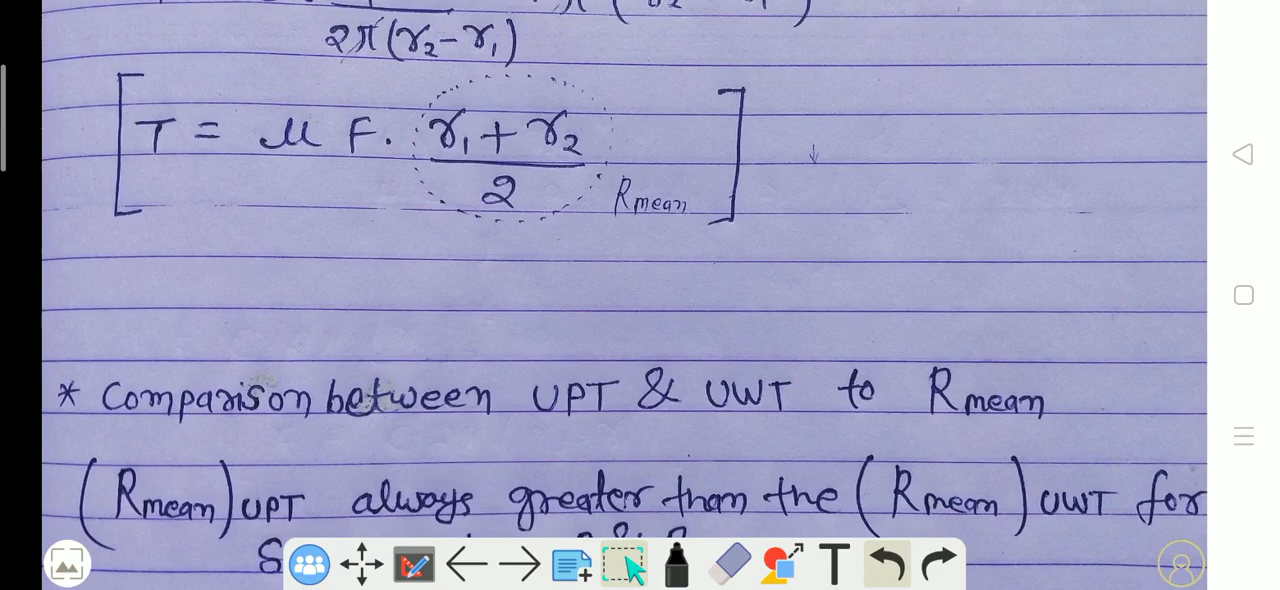 2π(r₂-r₁)
T = μ F. r₁ + r₂
2
Rmean
* Comparison between UPT & UWT to Rmean
(Rmean)UPT always greater than the (Rmean)UWT for
T